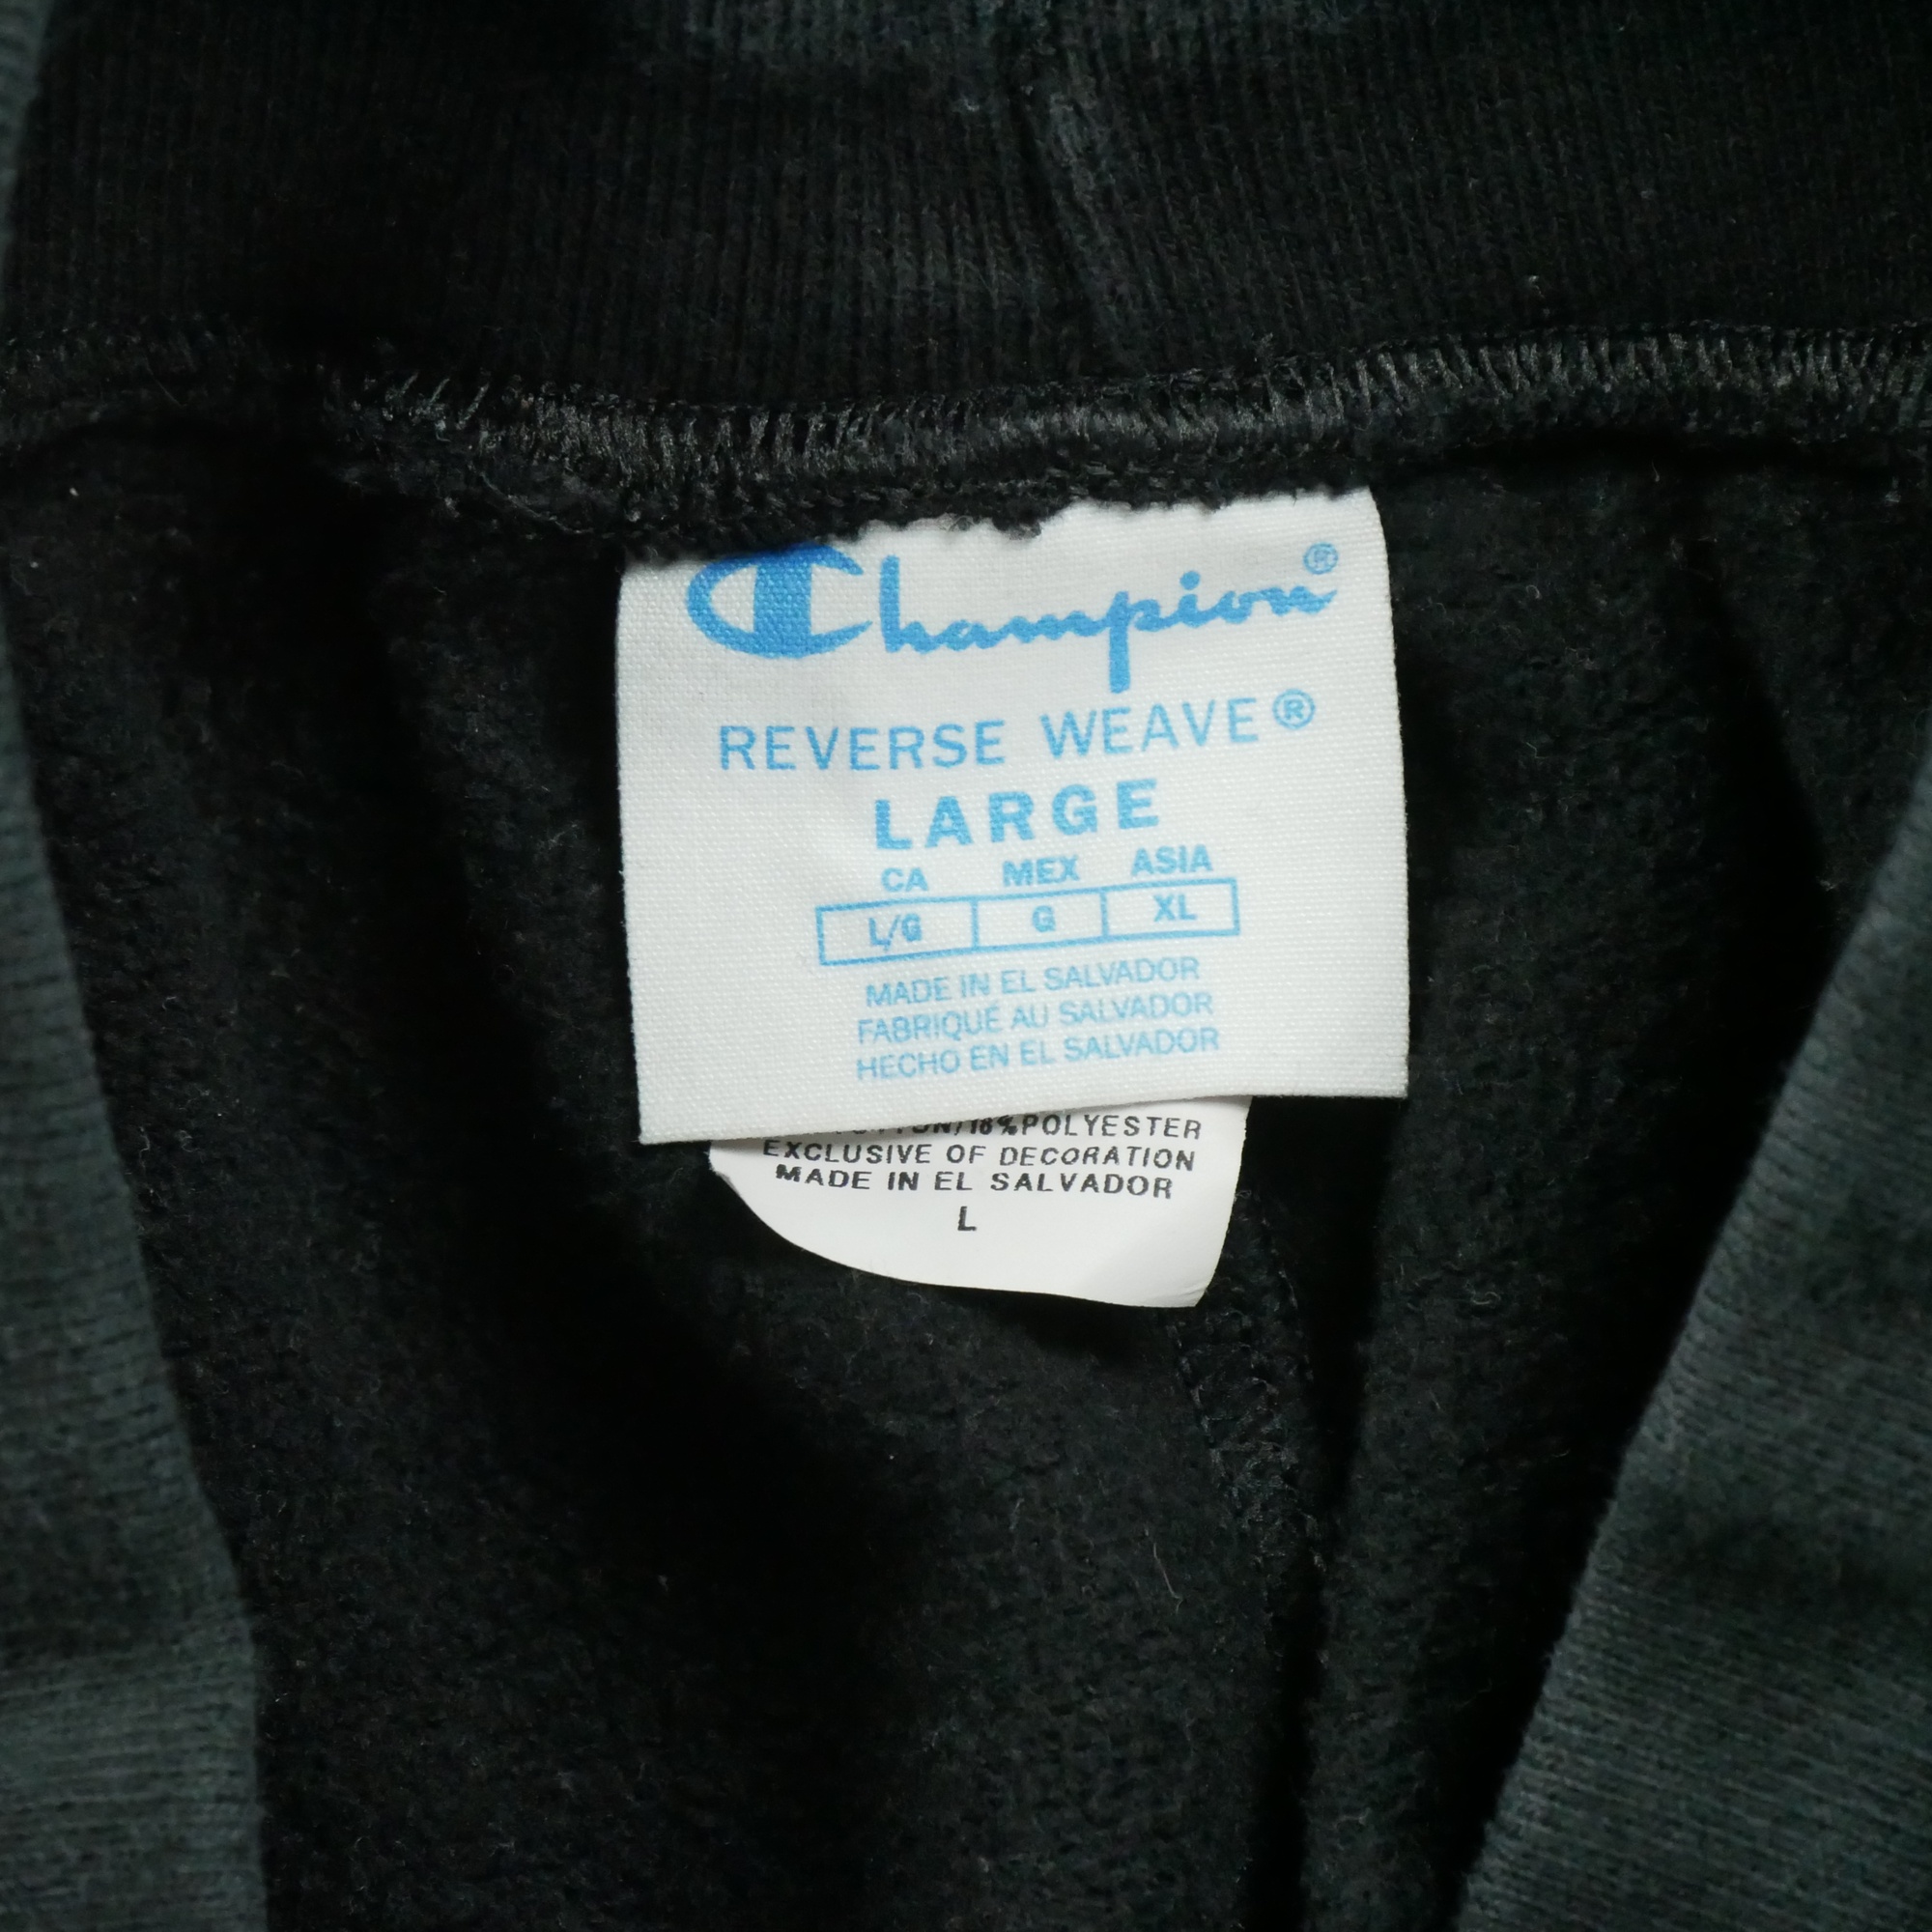 Champion®
REVERSE WEAVE®
LARGE
CA MEX ASIA
L/G G XL
MADE IN EL SALVADOR
FABRIQUÉ AU SALVADOR
HECHO EN EL SALVADOR
POLYESTER
EXCLUSIVE OF DECORATION
MADE IN EL SALVADOR
L